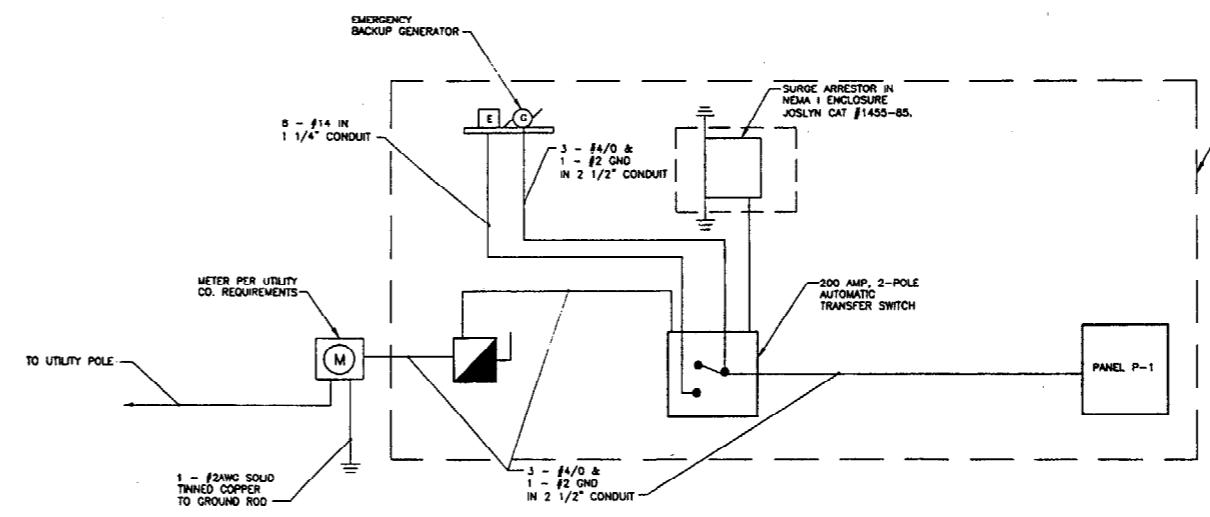 EMERGENCY
BACKUP GENERATOR
SURGE ARRESTOR IN
NEMA 1 ENCLOSURE
JOSLYN CAT #1455-85.
E
G
6 - #14 IN
1 1/4" CONDUIT
3 - #4/0 &
1 - #2 GND
IN 2 1/2" CONDUIT
METER PER UTILITY
CO. REQUIREMENTS
200 AMP, 2-POLE
AUTOMATIC
TRANSFER SWITCH
TO UTILITY POLE
M
PANEL P-1
1 - #2AWG SOLID
TINNED COPPER
TO GROUND ROD
3 - #4/0 &
1 - #2 GND
IN 2 1/2" CONDUIT